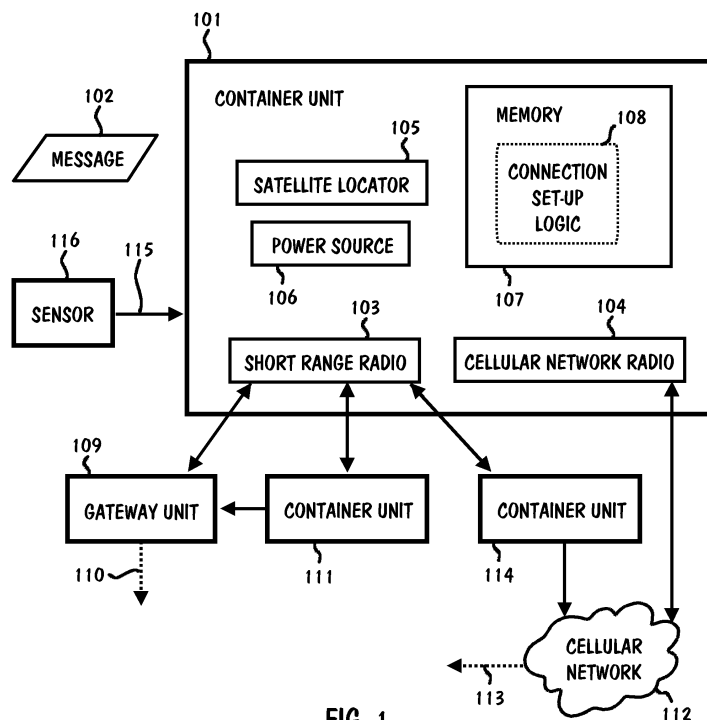 101
102
CONTAINER UNIT
MEMORY
108
105
MESSAGE
CONNECTION
SET-UP
LOGIC
SATELLITE LOCATOR
116
115
POWER SOURCE
106
107
SENSOR
103
104
SHORT RANGE RADIO
CELLULAR NETWORK RADIO
109
GATEWAY UNIT
CONTAINER UNIT
CONTAINER UNIT
110
111
114
CELLULAR
NETWORK
113
112
FIG. 1